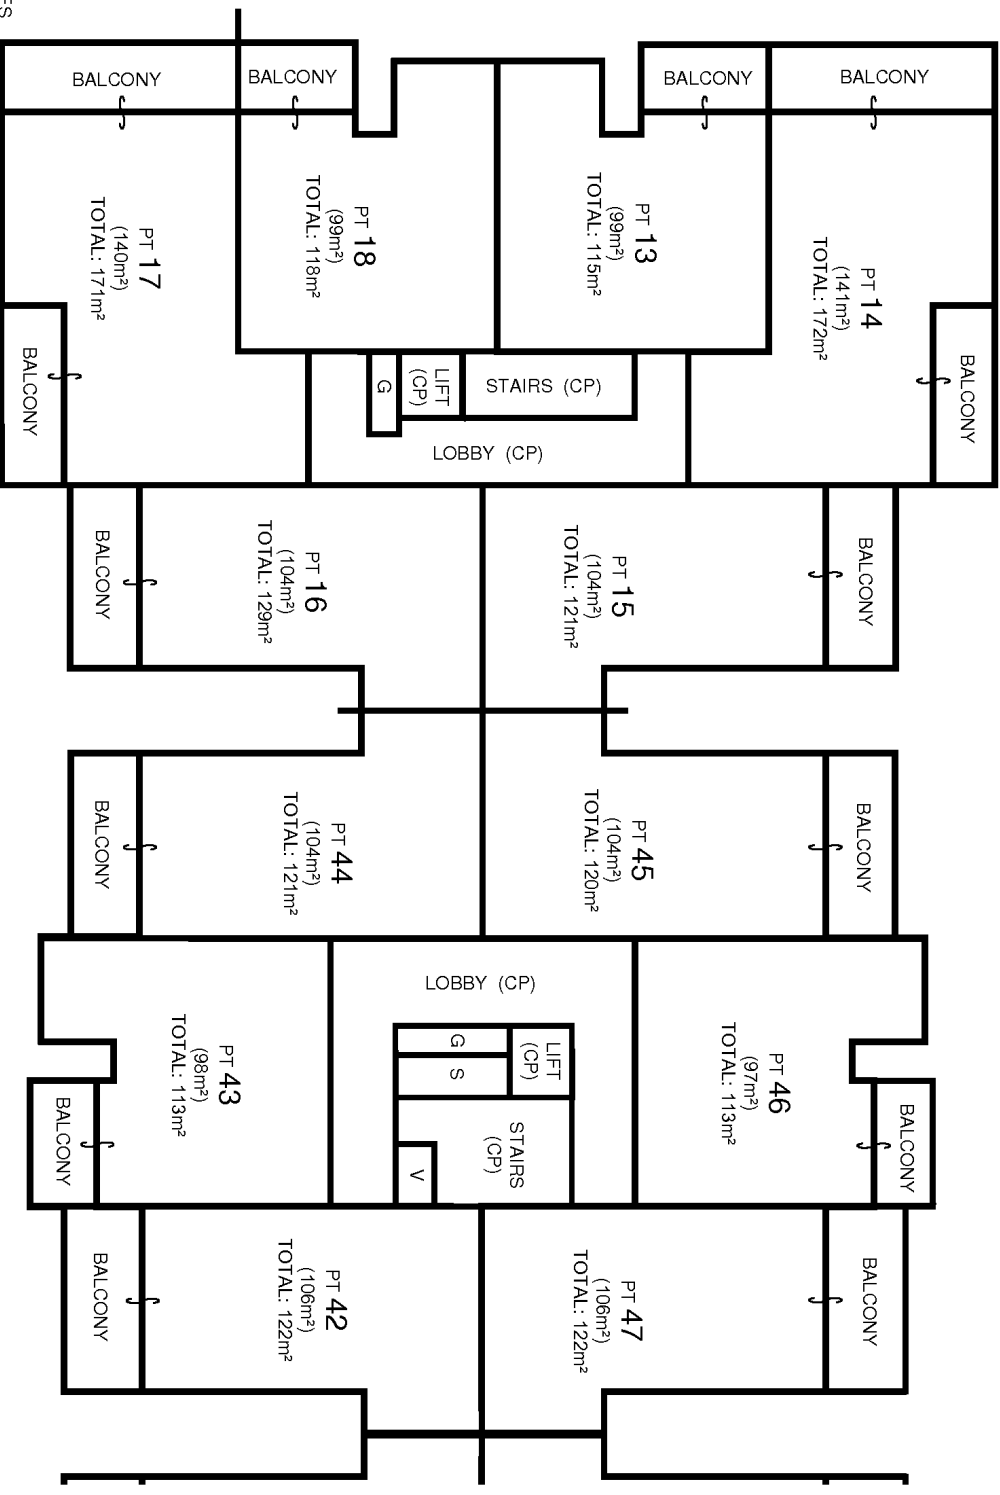 ES
BALCONY
BALCONY
BALCONY
BALCONY
PT 17
(140m²)
TOTAL: 171m²
PT 18
(99m²)
TOTAL: 118m²
PT 13
(99m²)
TOTAL: 115m²
PT 14
(141m²)
TOTAL: 172m²
BALCONY
G
LIFT
(CP)
STAIRS (CP)
LOBBY (CP)
BALCONY
BALCONY
PT 16
(104m²)
TOTAL: 129m²
PT 15
(104m²)
TOTAL: 121m²
BALCONY
BALCONY
PT 44
(104m²)
TOTAL: 121m²
PT 45
(104m²)
TOTAL: 120m²
BALCONY
LOBBY (CP)
PT 43
(98m²)
TOTAL: 113m²
G
S
LIFT
(CP)
STAIRS
(CP)
V
PT 46
(97m²)
TOTAL: 113m²
BALCONY
BALCONY
BALCONY
PT 42
(106m²)
TOTAL: 122m²
PT 47
(106m²)
TOTAL: 122m²
BALCONY